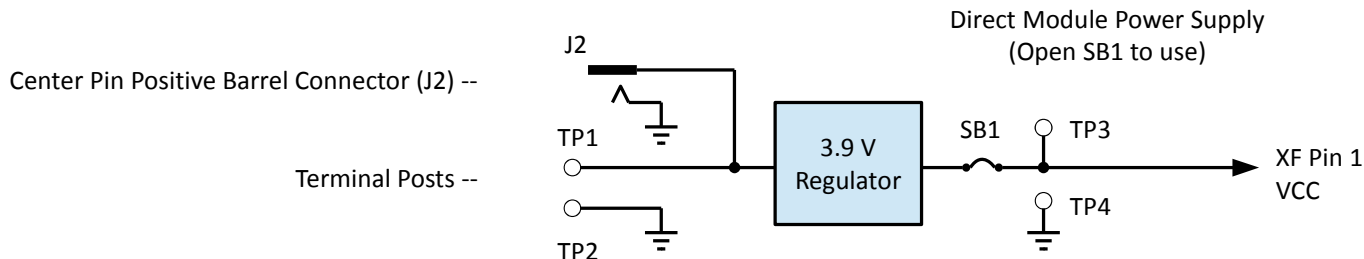 Direct Module Power Supply
(Open SB1 to use)
J2
Center Pin Positive Barrel Connector (J2) --
TP1
3.9 V
Regulator
SB1
TP3
XF Pin 1
VCC
Terminal Posts --
TP4
TP2